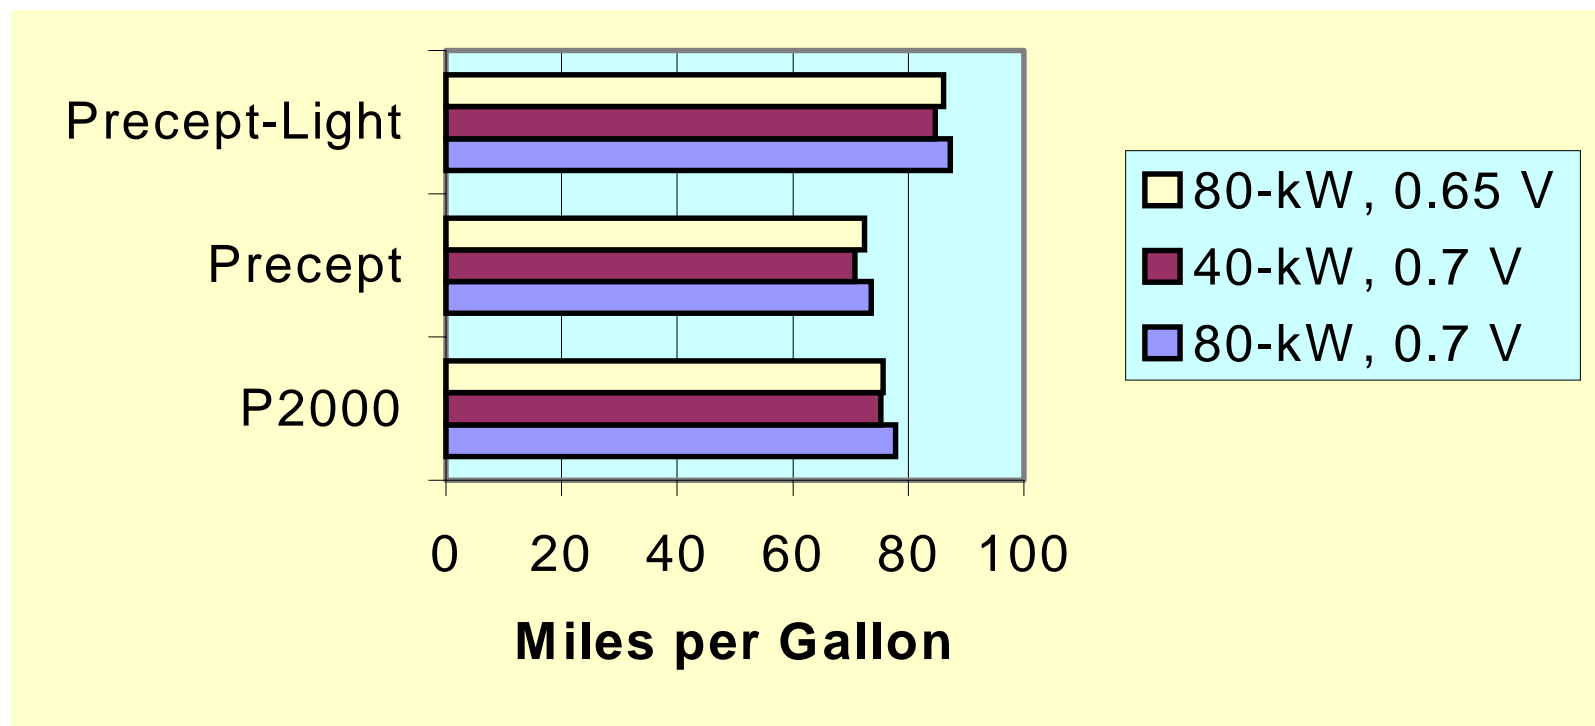 Precept-Light
Precept
P2000
0 20 40 60 80 100
Miles per Gallon
80-kW, 0.65 V
40-kW, 0.7 V
80-kW, 0.7 V